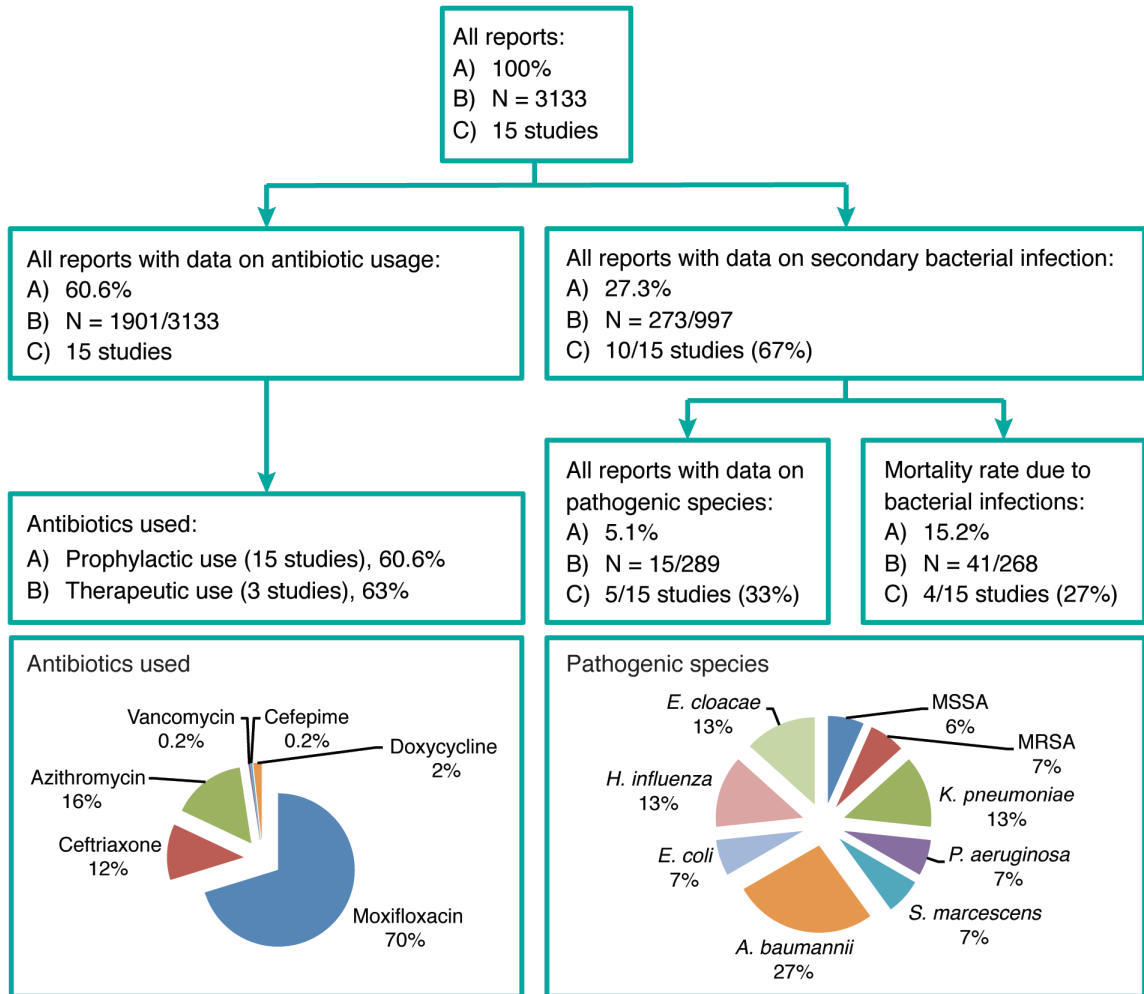 All reports:
A) 100%
B) N = 3133
C) 15 studies
All reports with data on antibiotic usage:
A) 60.6%
B) N = 1901/3133
C) 15 studies
All reports with data on secondary bacterial infection:
A) 27.3%
B) N = 273/997
C) 10/15 studies (67%)
Antibiotics used:
A) Prophylactic use (15 studies), 60.6%
B) Therapeutic use (3 studies), 63%
All reports with data on
pathogenic species:
A) 5.1%
B) N = 15/289
C) 5/15 studies (33%)
Mortality rate due to
bacterial infections:
A) 15.2%
B) N = 41/268
C) 4/15 studies (27%)
Antibiotics used
Vancomycin
0.2%
Cefepime
0.2%
Doxycycline
2%
Azithromycin
16%
Ceftriaxone
12%
Moxifloxacin
70%
Pathogenic species
E. cloacae
13%
MSSA
6%
MRSA
7%
H. influenza
13%
K. pneumoniae
13%
E. coli
7%
P. aeruginosa
7%
S. marcescens
7%
A. baumannii
27%